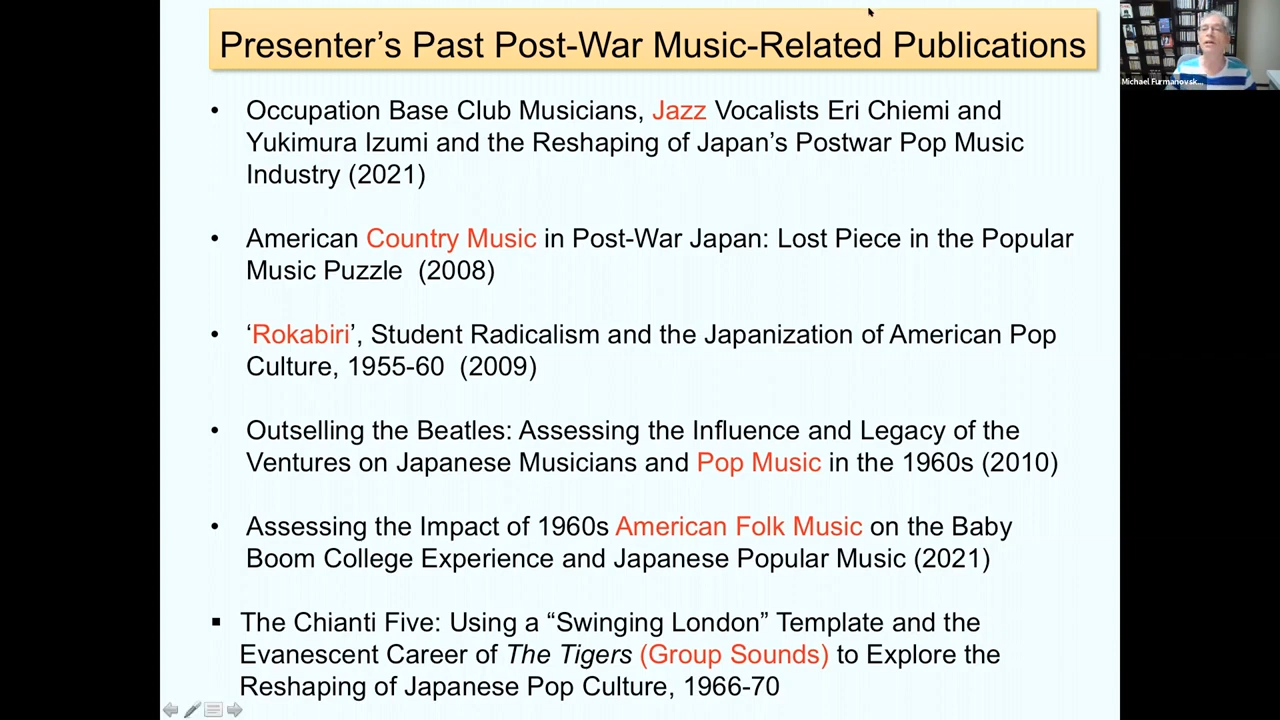 Presenter’s Past Post-War Music-Related Publications
Michael Furmanovsk...
• Occupation Base Club Musicians, Jazz Vocalists Eri Chiemi and
Yukimura Izumi and the Reshaping of Japan’s Postwar Pop Music
Industry (2021)
• American Country Music in Post-War Japan: Lost Piece in the Popular
Music Puzzle (2008)
• ‘Rokabiri’, Student Radicalism and the Japanization of American Pop
Culture, 1955-60 (2009)
• Outselling the Beatles: Assessing the Influence and Legacy of the
Ventures on Japanese Musicians and Pop Music in the 1960s (2010)
• Assessing the Impact of 1960s American Folk Music on the Baby
Boom College Experience and Japanese Popular Music (2021)
▪ The Chianti Five: Using a “Swinging London” Template and the
Evanescent Career of The Tigers (Group Sounds) to Explore the
Reshaping of Japanese Pop Culture, 1966-70